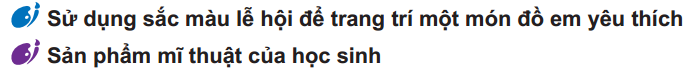 Sử dụng sắc màu lễ hội để trang trí một món đồ em yêu thích
Sản phẩm mĩ thuật của học sinh